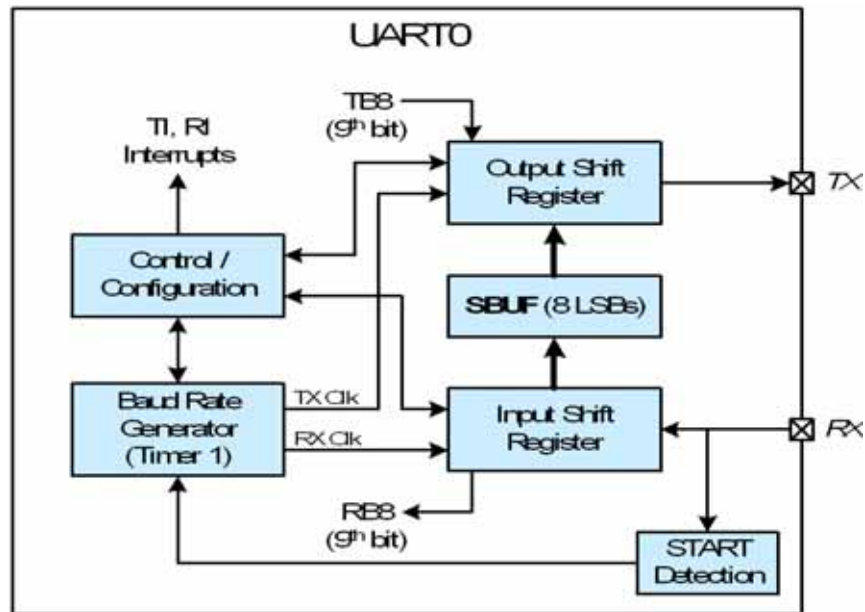 UART0
TB8
(9th bit)
TI, RI
Interrupts
Output Shift
Register
TX
Control /
Configuration
SBUF (8 LSBs)
Baud Rate
Generator
(Timer 1)
TX Clk
RX Clk
Input Shift
Register
RX
RB8
(9th bit)
START
Detection